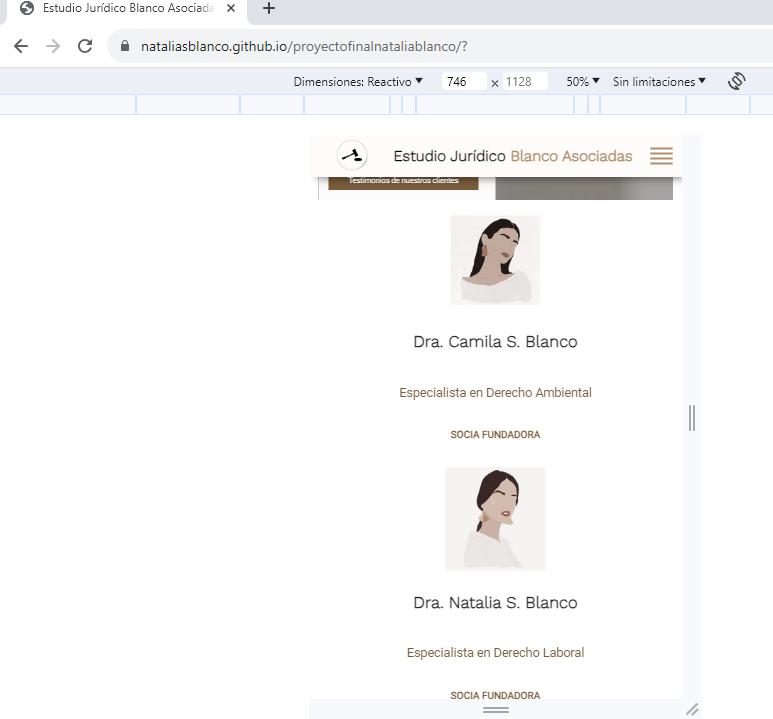 Estudio Jurídico Blanco Asociada
nataliasblanco.github.io/proyectofinalnataliablanco/?
Dimensiones: Reactivo 746 x 1128 50% Sin limitaciones
Estudio Jurídico Blanco Asociadas
Testimonios de nuestros clientes
Dra. Camila S. Blanco
Especialista en Derecho Ambiental
SOCIA FUNDADORA
Dra. Natalia S. Blanco
Especialista en Derecho Laboral
SOCIA FUNDADORA